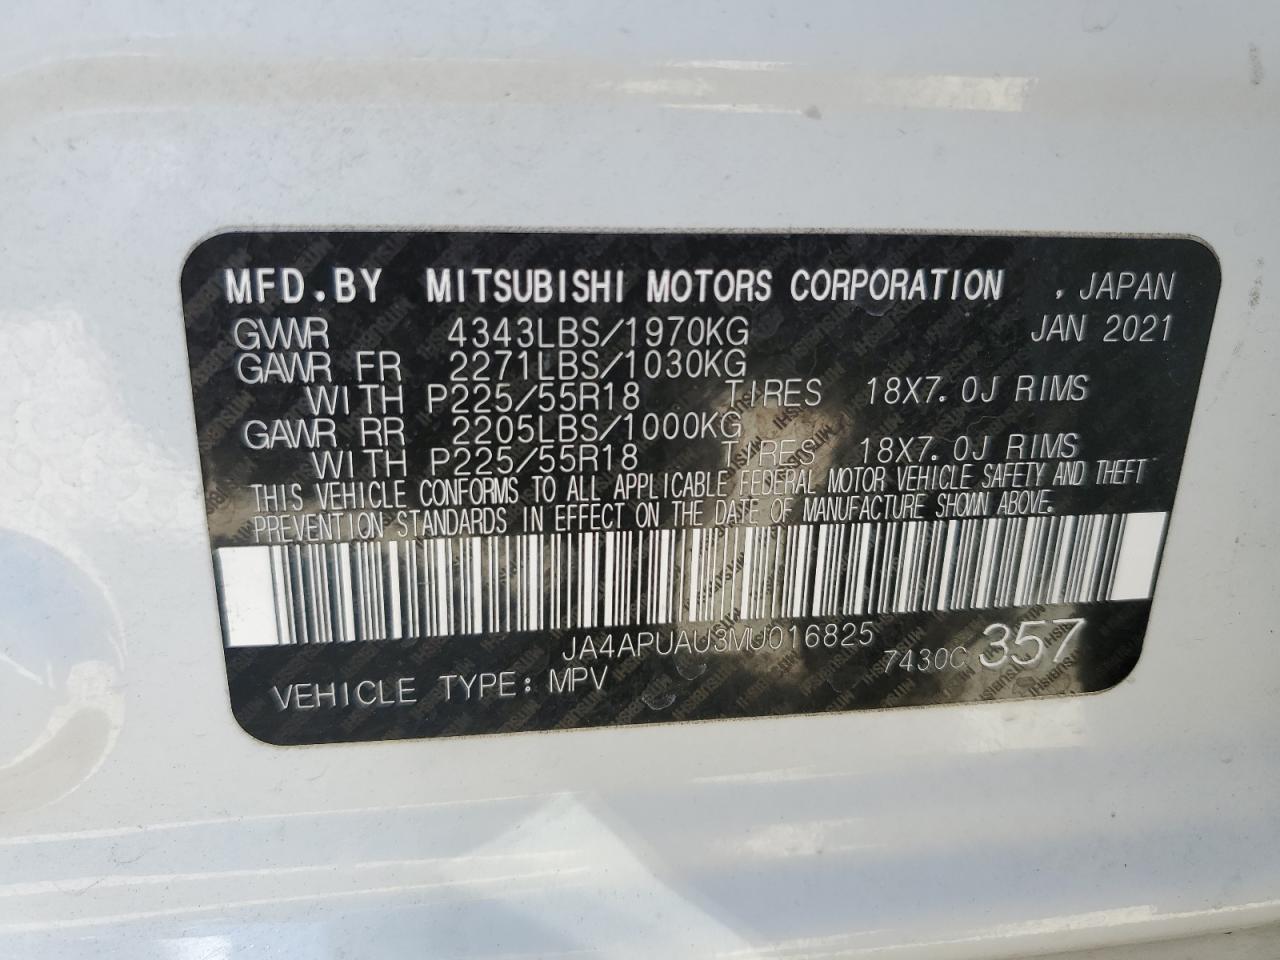 MFD.BY MITSUBISHI MOTORS CORPORATION , JAPAN
GVWR 4343LBS/1970KG JAN 2021
GAWR FR 2271LBS/1030KG
WITH P225/55R18 TIRES 18X7.0J RIMS
GAWR RR 2205LBS/1000KG
WITH P225/55R18 TIRES 18X7.0J RIMS
THIS VEHICLE CONFORMS TO ALL APPLICABLE FEDERAL MOTOR VEHICLE SAFETY AND THEFT
PREVENTION STANDARDS IN EFFECT ON THE DATE OF MANUFACTURE SHOWN ABOVE.
JA4APUAU3MU016825 7430C 357
VEHICLE TYPE: MPV